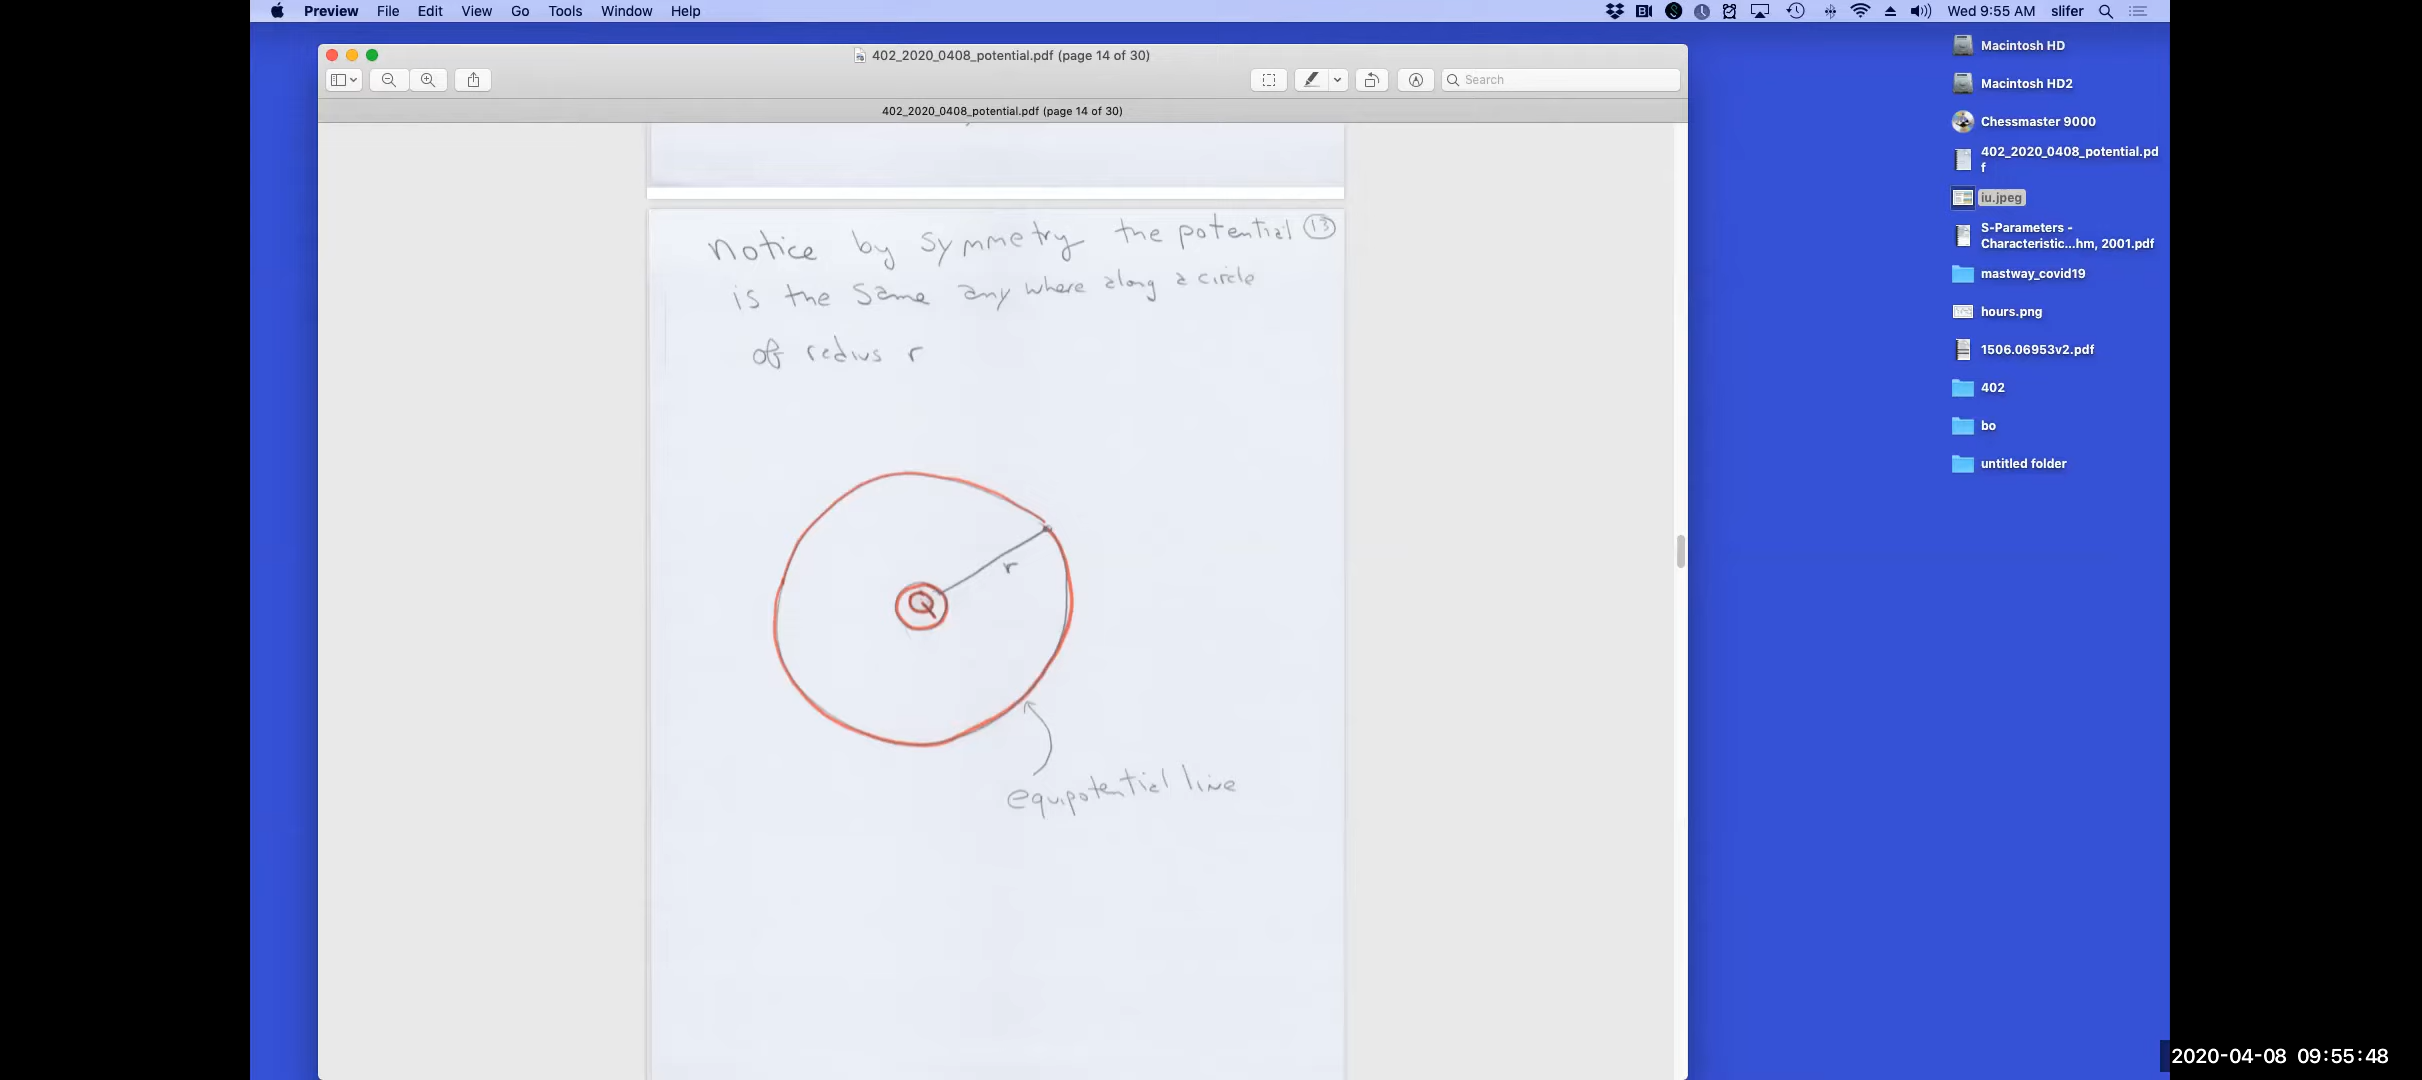 Preview File Edit View Go Tools Window Help
Wed 9:55 AM slifer
402_2020_0408_potential.pdf (page 14 of 30)
Search
402_2020_0408_potential.pdf (page 14 of 30)
Notice by symmetry the potential 13
is the same any where along a circle
of radius r
r
Q
equipotential line
Macintosh HD
Macintosh HD2
Chessmaster 9000
402_2020_0408_potential.pd
f
iu.jpeg
S-Parameters -
Characteristic...hm, 2001.pdf
mastway_covid19
hours.png
1506.06953v2.pdf
402
bo
untitled folder
2020-04-08 09:55:48